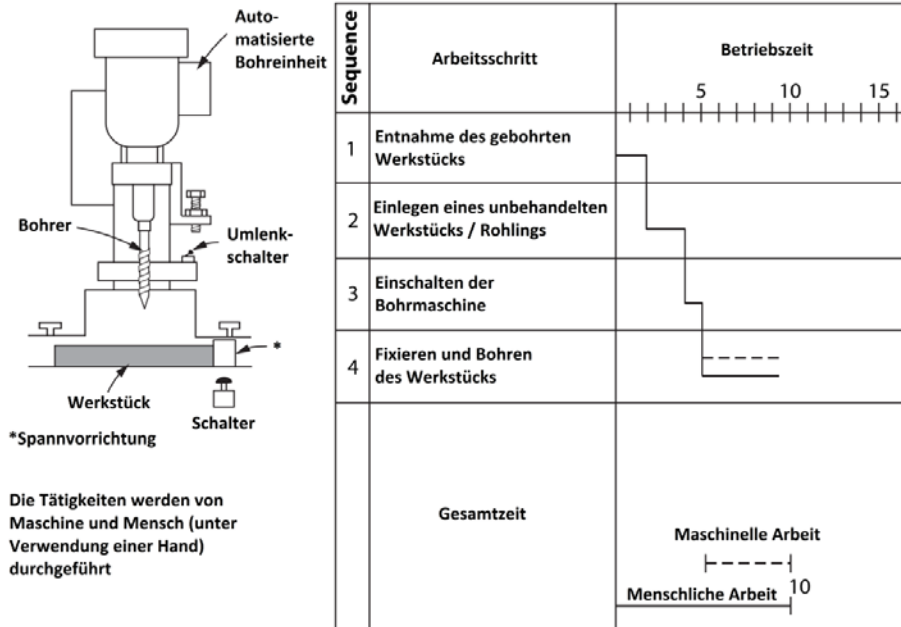 Auto-
matisierte
Bohreinheit
Bohrer
Umlenk-
schalter
*
Werkstück
Schalter
*Spannvorrichtung
Die Tätigkeiten werden von
Maschine und Mensch (unter
Verwendung einer Hand)
durchgeführt
Sequence
Arbeitsschritt
Betriebszeit
5 10 15
1
Entnahme des gebohrten
Werkstücks
2
Einlegen eines unbehandelten
Werkstücks / Rohlings
3
Einschalten der
Bohrmaschine
4
Fixieren und Bohren
des Werkstücks
Gesamtzeit
Maschinelle Arbeit
Menschliche Arbeit 10